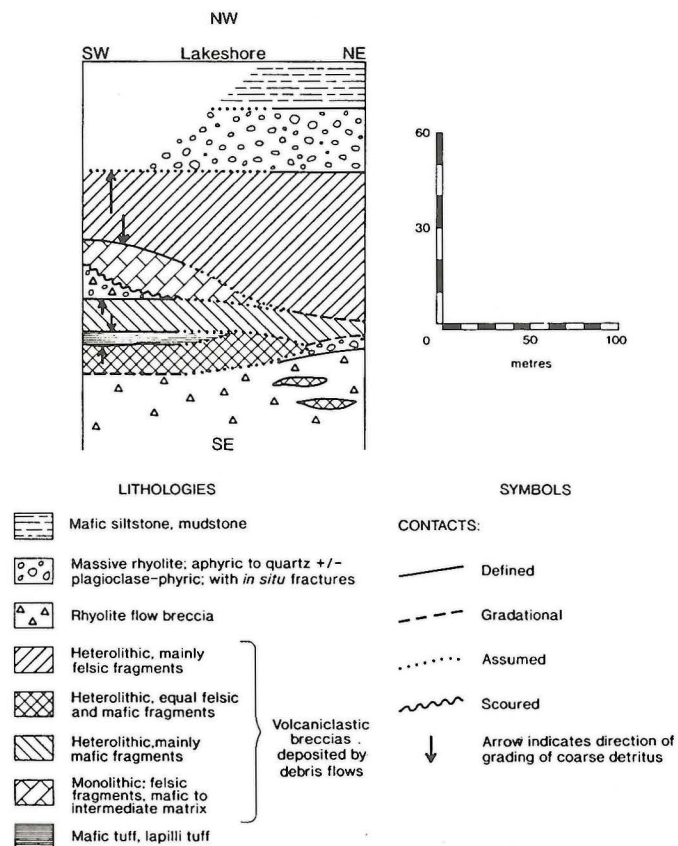 NW
SW Lakeshore NE
60
30
0 50 100
metres
SE
LITHOLOGIES
Mafic siltstone, mudstone
Massive rhyolite; aphyric to quartz +/-
plagioclase-phyric; with in situ fractures
Rhyolite flow breccia
Heterolithic, mainly
felsic fragments
Heterolithic, equal felsic
and mafic fragments
Heterolithic,mainly
mafic fragments
Monolithic; felsic
fragments, mafic to
intermediate matrix
Mafic tuff, lapilli tuff
Volcaniclastic
breccias .
deposited by
debris flows
SYMBOLS
CONTACTS:
Defined
Gradational
Assumed
Scoured
Arrow indicates direction of
grading of coarse detritus